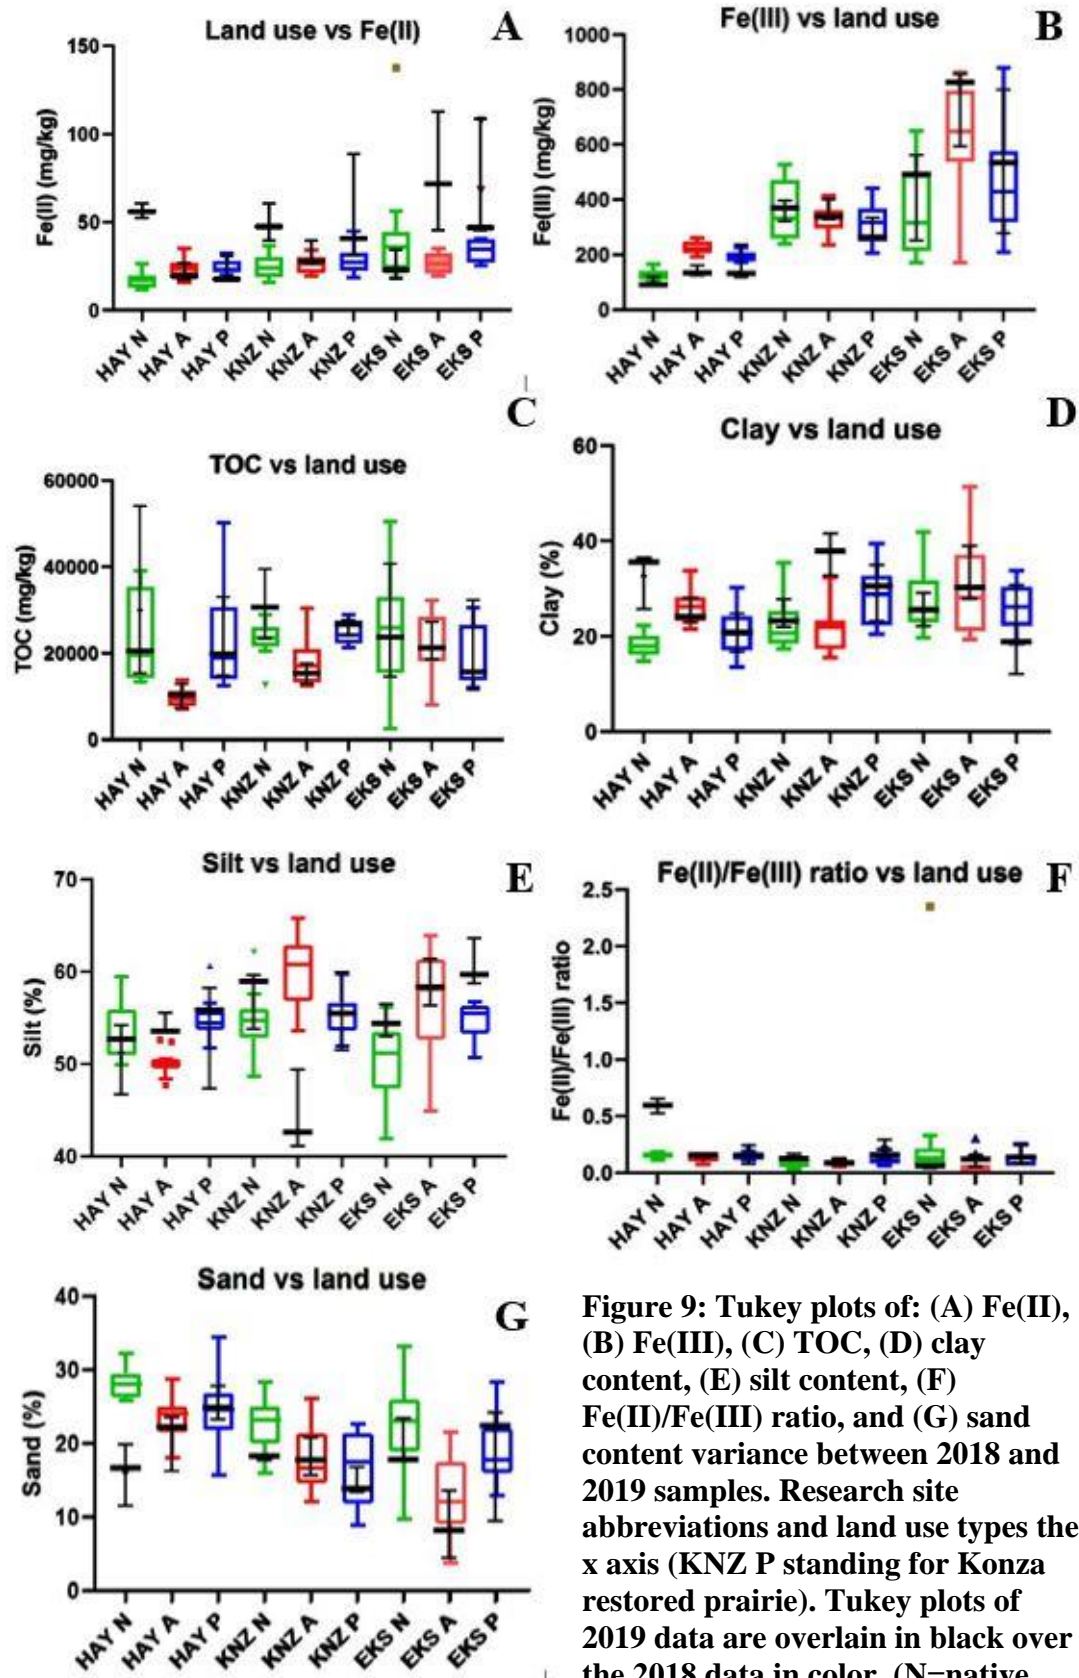 Land use vs Fe(II)
A
150
100
50
0
Fe(II) (mg/kg)
HAY N
HAY A
HAY P
KNZ N
KNZ A
KNZ P
EKS N
EKS A
EKS P
Fe(III) vs land use
B
1000
800
600
400
200
0
Fe(III) (mg/kg)
HAY N
HAY A
HAY P
KNZ N
KNZ A
KNZ P
EKS N
EKS A
EKS P
C
TOC vs land use
60000
40000
20000
0
TOC (mg/kg)
HAY N
HAY A
HAY P
KNZ N
KNZ A
KNZ P
EKS N
EKS A
EKS P
D
Clay vs land use
60
40
20
0
Clay (%)
HAY N
HAY A
HAY P
KNZ N
KNZ A
KNZ P
EKS N
EKS A
EKS P
Silt vs land use
E
70
60
50
40
Silt (%)
HAY N
HAY A
HAY P
KNZ N
KNZ A
KNZ P
EKS N
EKS A
EKS P
Fe(II)/Fe(III) ratio vs land use
F
2.5
2.0
1.5
1.0
0.5
0.0
Fe(II)/Fe(III) ratio
HAY N
HAY A
HAY P
KNZ N
KNZ A
KNZ P
EKS N
EKS A
EKS P
Sand vs land use
G
40
30
20
10
0
Sand (%)
HAY N
HAY A
HAY P
KNZ N
KNZ A
KNZ P
EKS N
EKS A
EKS P
Figure 9: Tukey plots of: (A) Fe(II),
(B) Fe(III), (C) TOC, (D) clay
content, (E) silt content, (F)
Fe(II)/Fe(III) ratio, and (G) sand
content variance between 2018 and
2019 samples. Research site
abbreviations and land use types the
x axis (KNZ P standing for Konza
restored prairie). Tukey plots of
2019 data are overlain in black over
the 2018 data in color. (N=native